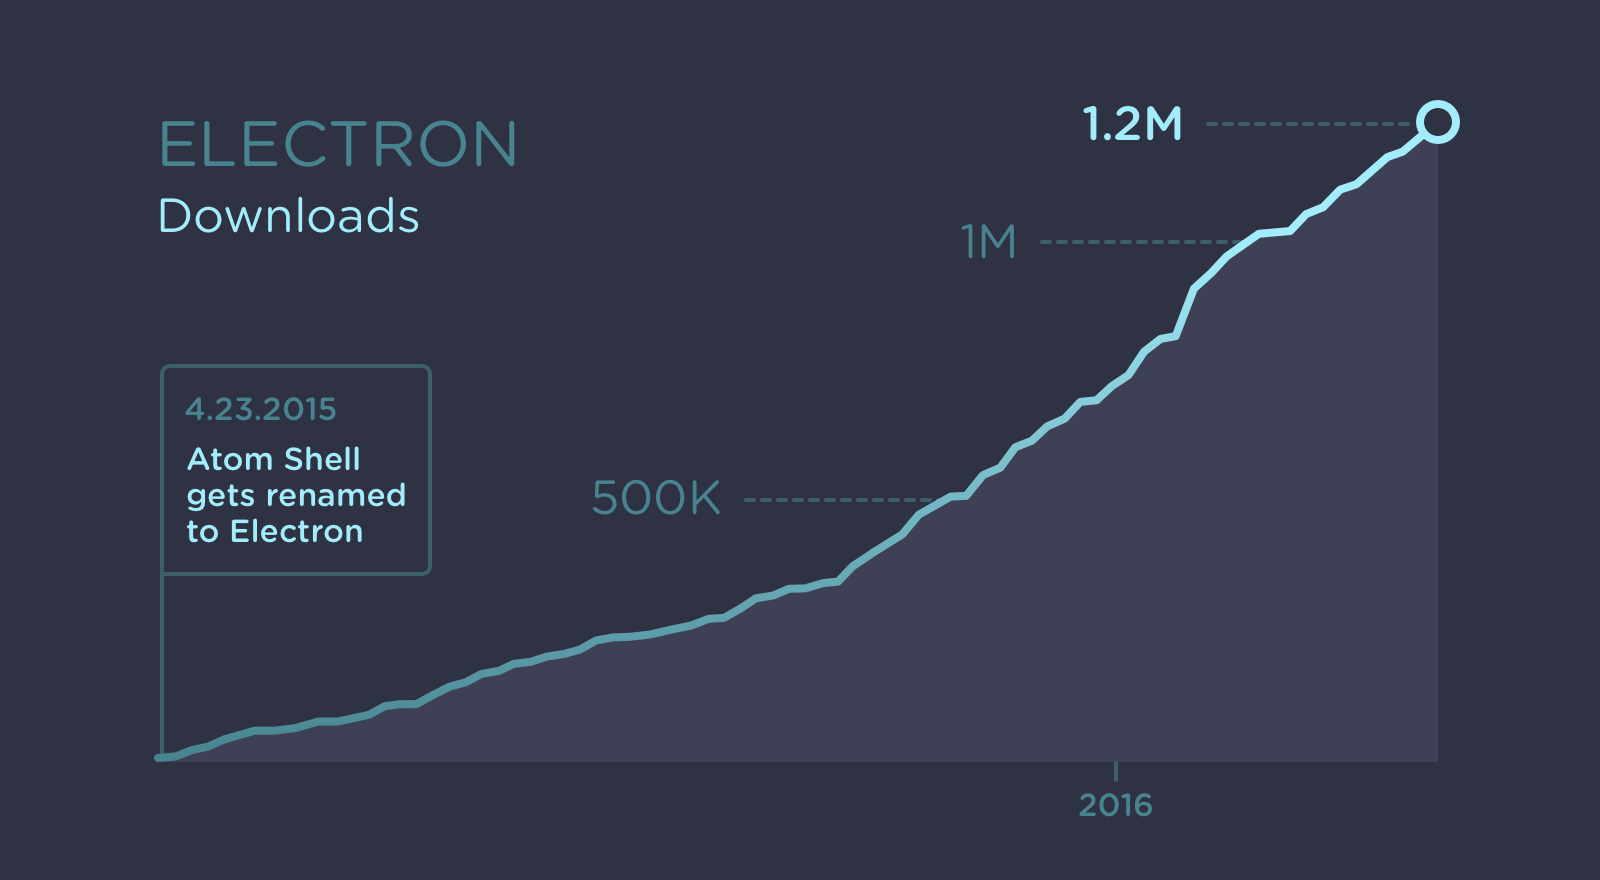 ELECTRON
Downloads
1.2M
1M
4.23.2015
Atom Shell
gets renamed
to Electron
500K
2016